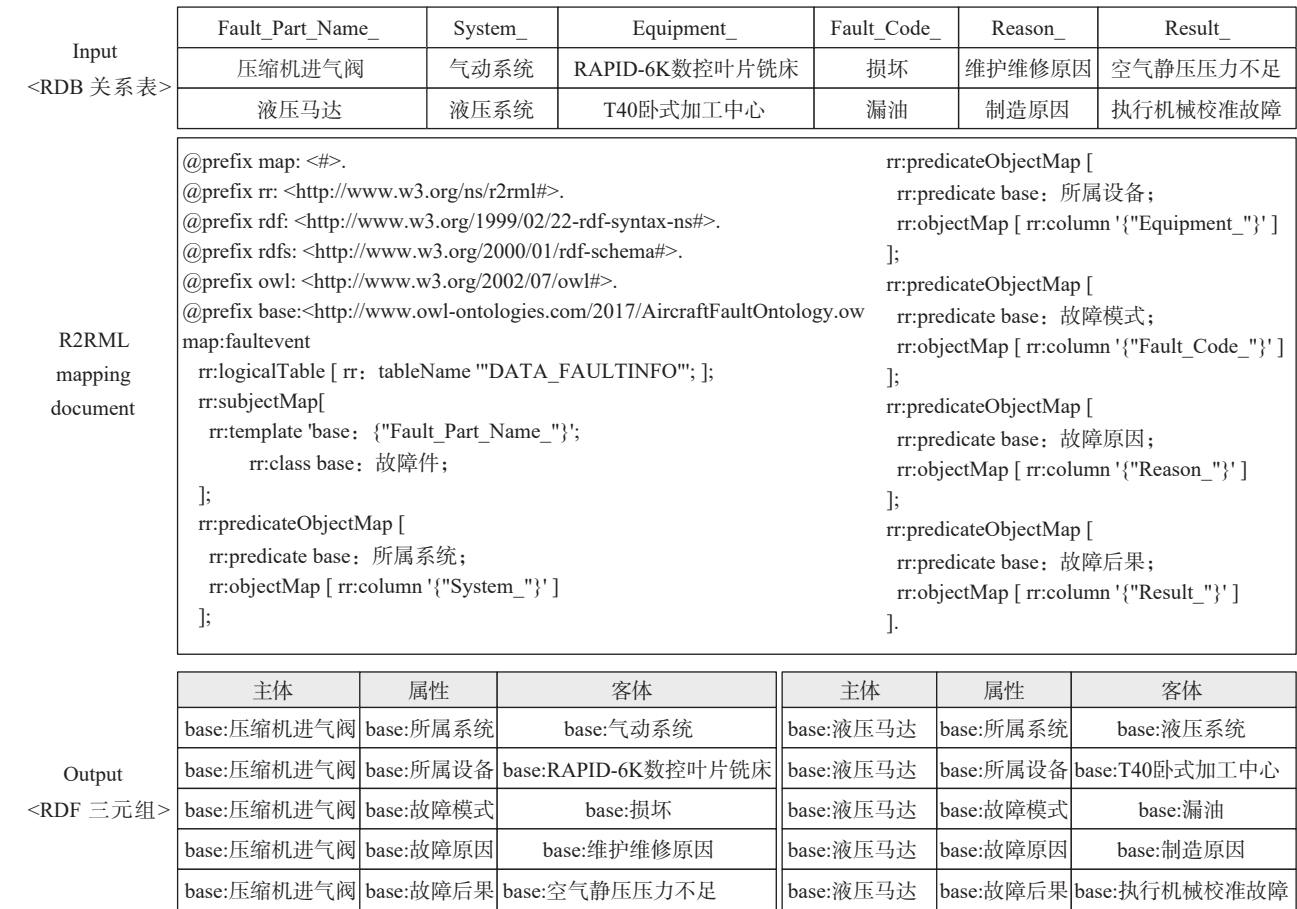 Input
<RDB 关系表>
Fault_Part_Name_ System_ Equipment_ Fault_Code_ Reason_ Result_
压缩机进气阀 气动系统 RAPID-6K数控叶片铣床 损坏 维护维修原因 空气静压压力不足
液压马达 液压系统 T40卧式加工中心 漏油 制造原因 执行机械校准故障
R2RML
mapping
document
@prefix map: <#>.
@prefix rr: <http://www.w3.org/ns/r2rml#>.
@prefix rdf: <http://www.w3.org/1999/02/22-rdf-syntax-ns#>.
@prefix rdfs: <http://www.w3.org/2000/01/rdf-schema#>.
@prefix owl: <http://www.w3.org/2002/07/owl#>.
@prefix base:<http://www.owl-ontologies.com/2017/AircraftFaultOntology.ow
map:faultevent
rr:logicalTable [ rr：tableName '"DATA_FAULTINFO"'; ];
rr:subjectMap[
rr:template 'base：{"Fault_Part_Name_"}';
rr:class base：故障件；
];
rr:predicateObjectMap [
rr:predicate base：所属系统；
rr:objectMap [ rr:column '{"System_"}' ]
];
rr:predicateObjectMap [
rr:predicate base：所属设备；
rr:objectMap [ rr:column '{"Equipment_"}' ]
];
rr:predicateObjectMap [
rr:predicate base：故障模式；
rr:objectMap [ rr:column '{"Fault_Code_"}' ]
];
rr:predicateObjectMap [
rr:predicate base：故障原因；
rr:objectMap [ rr:column '{"Reason_"}' ]
];
rr:predicateObjectMap [
rr:predicate base：故障后果；
rr:objectMap [ rr:column '{"Result_"}' ]
].
Output
<RDF 三元组>
主体 属性 客体 主体 属性 客体
base:压缩机进气阀 base:所属系统 base:气动系统 base:液压马达 base:所属系统 base:液压系统
base:压缩机进气阀 base:所属设备 base:RAPID-6K数控叶片铣床 base:液压马达 base:所属设备 base:T40卧式加工中心
base:压缩机进气阀 base:故障模式 base:损坏 base:液压马达 base:故障模式 base:漏油
base:压缩机进气阀 base:故障原因 base:维护维修原因 base:液压马达 base:故障原因 base:制造原因
base:压缩机进气阀 base:故障后果 base:空气静压压力不足 base:液压马达 base:故障后果 base:执行机械校准故障